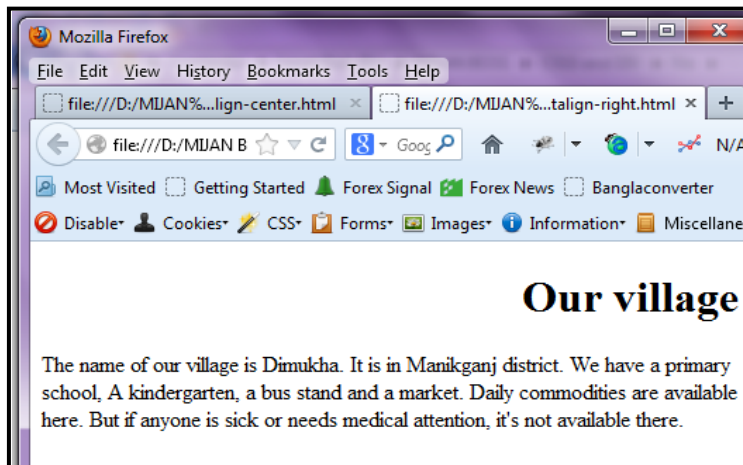 Mozilla Firefox
File Edit View History Bookmarks Tools Help
file:///D:/MIJAN%...lign-center.html × file:///D:/MIJAN%...talign-right.html × +
file:///D:/MIJAN B 8 Goog N/A
Most Visited Getting Started Forex Signal Forex News Banglaconverter
Disable Cookies CSS Forms Images Information Miscellane
Our village
The name of our village is Dimukha. It is in Manikganj district. We have a primary
school, A kindergarten, a bus stand and a market. Daily commodities are available
here. But if anyone is sick or needs medical attention, it's not available there.